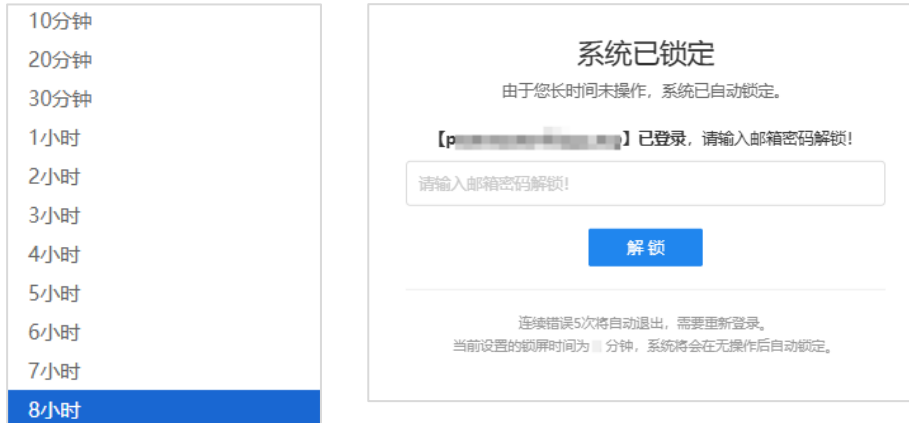 10分钟
20分钟
30分钟
1小时
2小时
3小时
4小时
5小时
6小时
7小时
8小时
系统已锁定
由于您长时间未操作，系统已自动锁定。
【p】已登录，请输入邮箱密码解锁！
请输入邮箱密码解锁！
解锁
连续错误5次将自动退出，需要重新登录。
当前设置的锁屏时间为 分钟，系统将会在无操作后自动锁定。